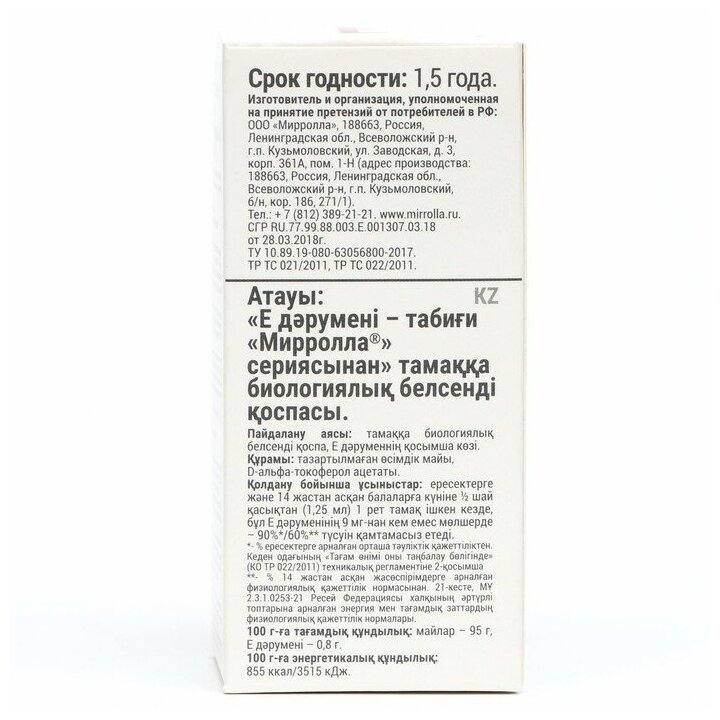 Срок годности: 1,5 года.
Изготовитель и организация, уполномоченная
на принятие претензий от потребителей в РФ:
ООО «Мирролла», 188663, Россия,
Ленинградская обл., Всеволожский р-н,
г.п. Кузьмоловский, ул. Заводская, д. 3,
корп. 361А, пом. 1-Н (адрес производства:
188663, Россия, Ленинградская обл.,
Всеволожский р-н, г.п. Кузьмоловский,
б/н, кор. 186, 271/1).
Тел.: + 7 (812) 389-21-21. www.mirrolla.ru.
СГР RU.77.99.88.003.Е.001307.03.18
от 28.03.2018г.
ТУ 10.89.19-080-63056800-2017.
ТР ТС 021/2011, ТР ТС 022/2011.
Атауы: KZ
«Е дәрумені – табиғи
«Мирролла®»
сериясынан» тамаққа
биологиялық белсенді
қоспасы.
Пайдалану аясы: тамаққа биологиялық
белсенді қоспа, Е дәруменнің қосымша көзі.
Құрамы: тазартылмаған өсімдік майы,
D-альфа-токоферол ацетаты.
Қолдану бойынша ұсыныстар: ересектерге
және 14 жастан асқан балаларға күніне ½ шай
қасықтан (1,25 мл) 1 рет тамақ ішкен кезде,
бұл Е дәруменінің 9 мг-нан кем емес мөлшерде
– 90%*/60%** түсуін қамтамасыз етеді.
*- % ересектерге арналған орташа тәуліктік қажеттіліктен.
Кеден одағының «Тағам өнімі оны таңбалау бөлігінде»
(КО ТР 022/2011) техникалық регламентіне 2-қосымша
**- % 14 жастан асқан жасөспірімдерге арналған
физиологиялық қажеттілік нормасынан. 21-кесте, МУ
2.3.1.0253-21 Ресей Федерациясы халқының әртүрлі
топтарына арналған энергия мен тағамдық заттардың
физиологиялық қажеттілік нормалары.
100 г-ға тағамдық құндылық: майлар – 95 г,
Е дәрумені – 0,8 г.
100 г-ға энергетикалық құндылық:
855 ккал/3515 кДж.